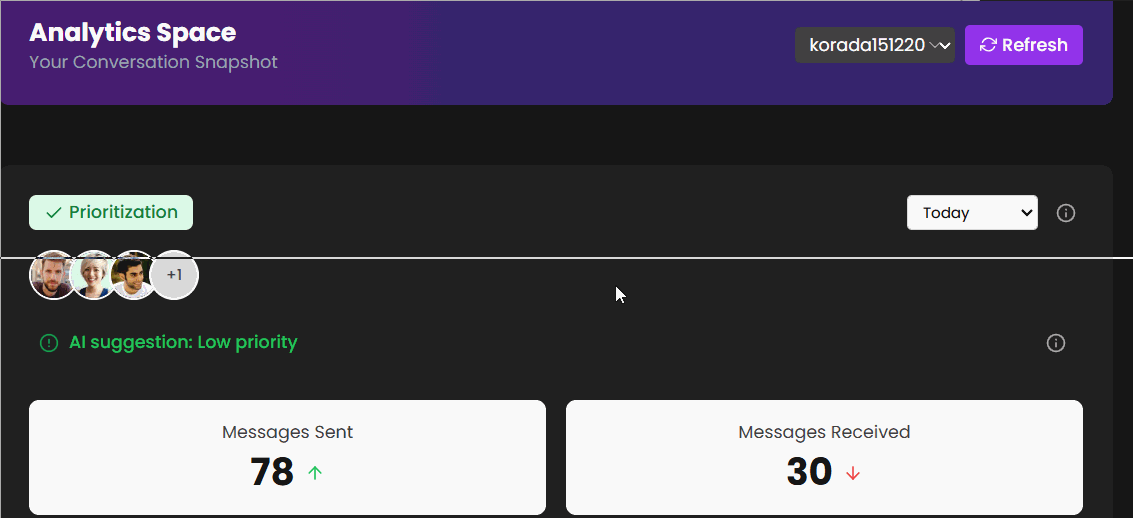 Analytics Space
Your Conversation Snapshot
korada151220
Refresh
Prioritization
Today
+1
AI suggestion: Low priority
Messages Sent
78
Messages Received
30